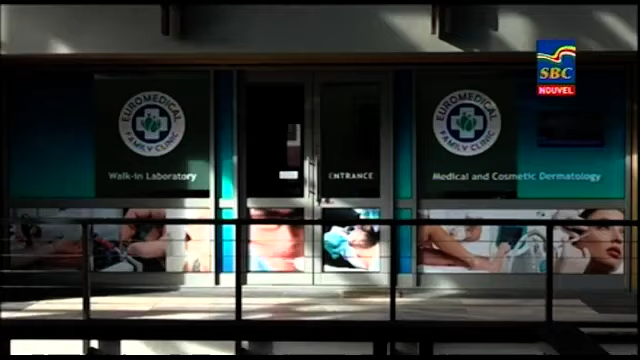 SBC
NOUVEL
EUROMEDICAL
FAMILY CLINIC
EUROMEDICAL
FAMILY CLINIC
Walk-in Laboratory
ENTRANCE
Medical and Cosmetic Dermatology